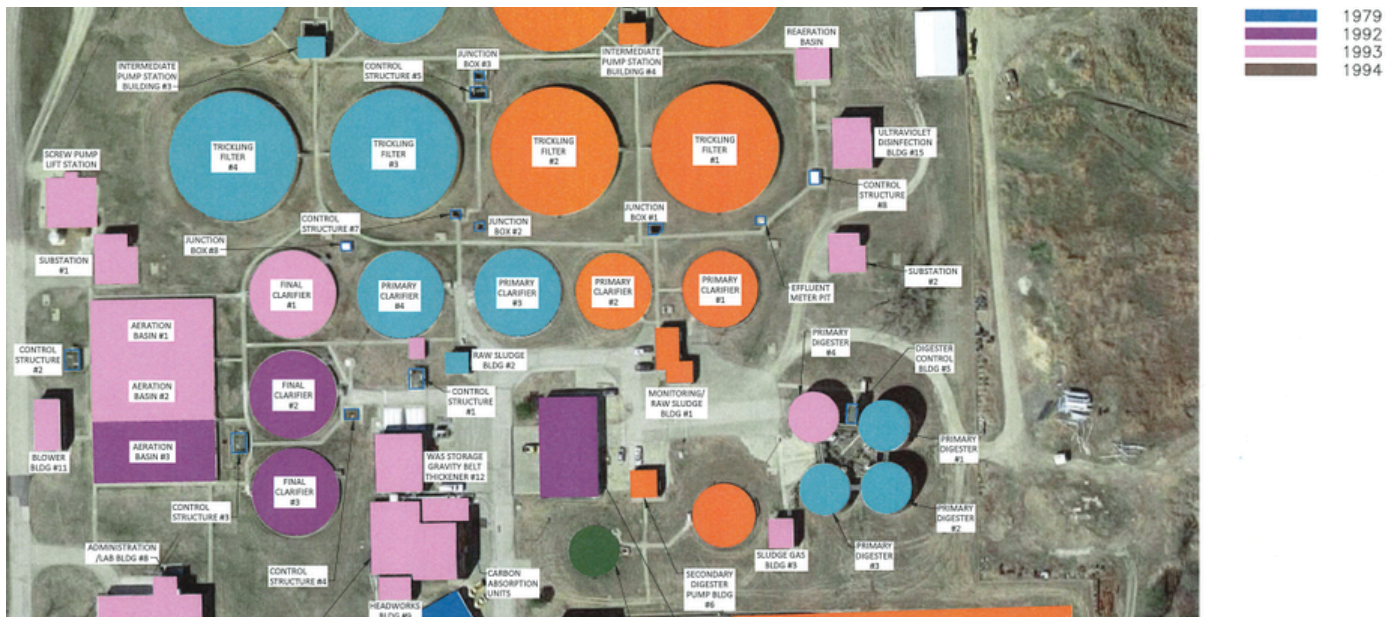 1979
1992
1993
1994
REAERATION
BASIN
INTERMEDIATE
PUMP STATION
BUILDING #3
CONTROL
STRUCTURE #5
JUNCTION
BOX #3
INTERMEDIATE
PUMP STATION
BUILDING #4
TRICKLING
FILTER
#4
TRICKLING
FILTER
#3
TRICKLING
FILTER
#2
TRICKLING
FILTER
#1
ULTRAVIOLET
DISINFECTION
BLDG #15
SCREW PUMP
LIFT STATION
CONTROL
STRUCTURE
#8
CONTROL
STRUCTURE #7
JUNCTION
BOX #2
JUNCTION
BOX #1
JUNCTION
BOX #8
SUBSTATION
#1
SUBSTATION
#2
EFFLUENT
METER PIT
FINAL
CLARIFIER
#1
PRIMARY
CLARIFIER
#4
PRIMARY
CLARIFIER
#3
PRIMARY
CLARIFIER
#2
PRIMARY
CLARIFIER
#1
AERATION
BASIN #1
CONTROL
STRUCTURE
#2
RAW SLUDGE
BLDG #2
PRIMARY
DIGESTER
#4
DIGESTER
CONTROL
BLDG #5
AERATION
BASIN #2
FINAL
CLARIFIER
#2
CONTROL
STRUCTURE
#1
MONITORING/
RAW SLUDGE
BLDG #1
AERATION
BASIN #3
BLOWER
BLDG #11
WAS STORAGE
GRAVITY BELT
THICKENER #12
PRIMARY
DIGESTER
#1
FINAL
CLARIFIER
#3
CONTROL
STRUCTURE #3
PRIMARY
DIGESTER
#2
ADMINISTRATION
/LAB BLDG #8
CONTROL
STRUCTURE #4
CARBON
ABSORPTION
UNITS
HEADWORKS
BLDG #9
SECONDARY
DIGESTER
PUMP BLDG
#6
SLUDGE GAS
BLDG #3
PRIMARY
DIGESTER
#3